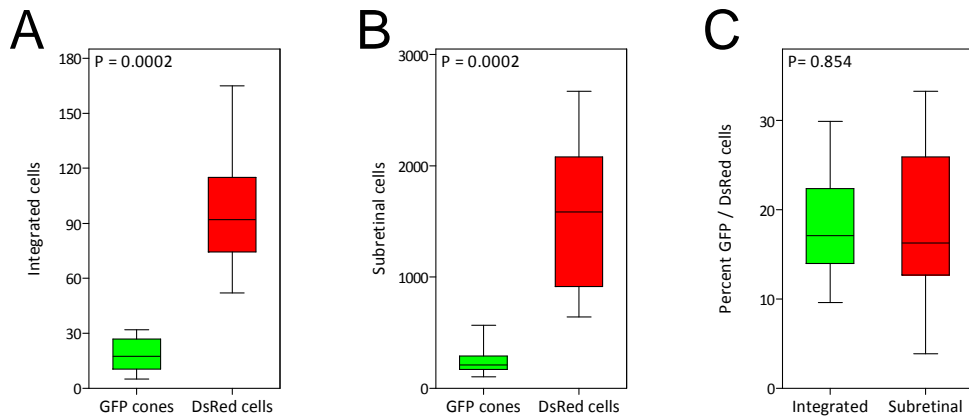 A
B
C
P = 0.0002
Integrated cells
180
150
120
90
60
30
0
GFP cones
DsRed cells
P = 0.0002
Subretinal cells
3000
2000
1000
0
GFP cones
DsRed cells
P= 0.854
Percent GFP / DsRed cells
30
20
10
0
Integrated
Subretinal